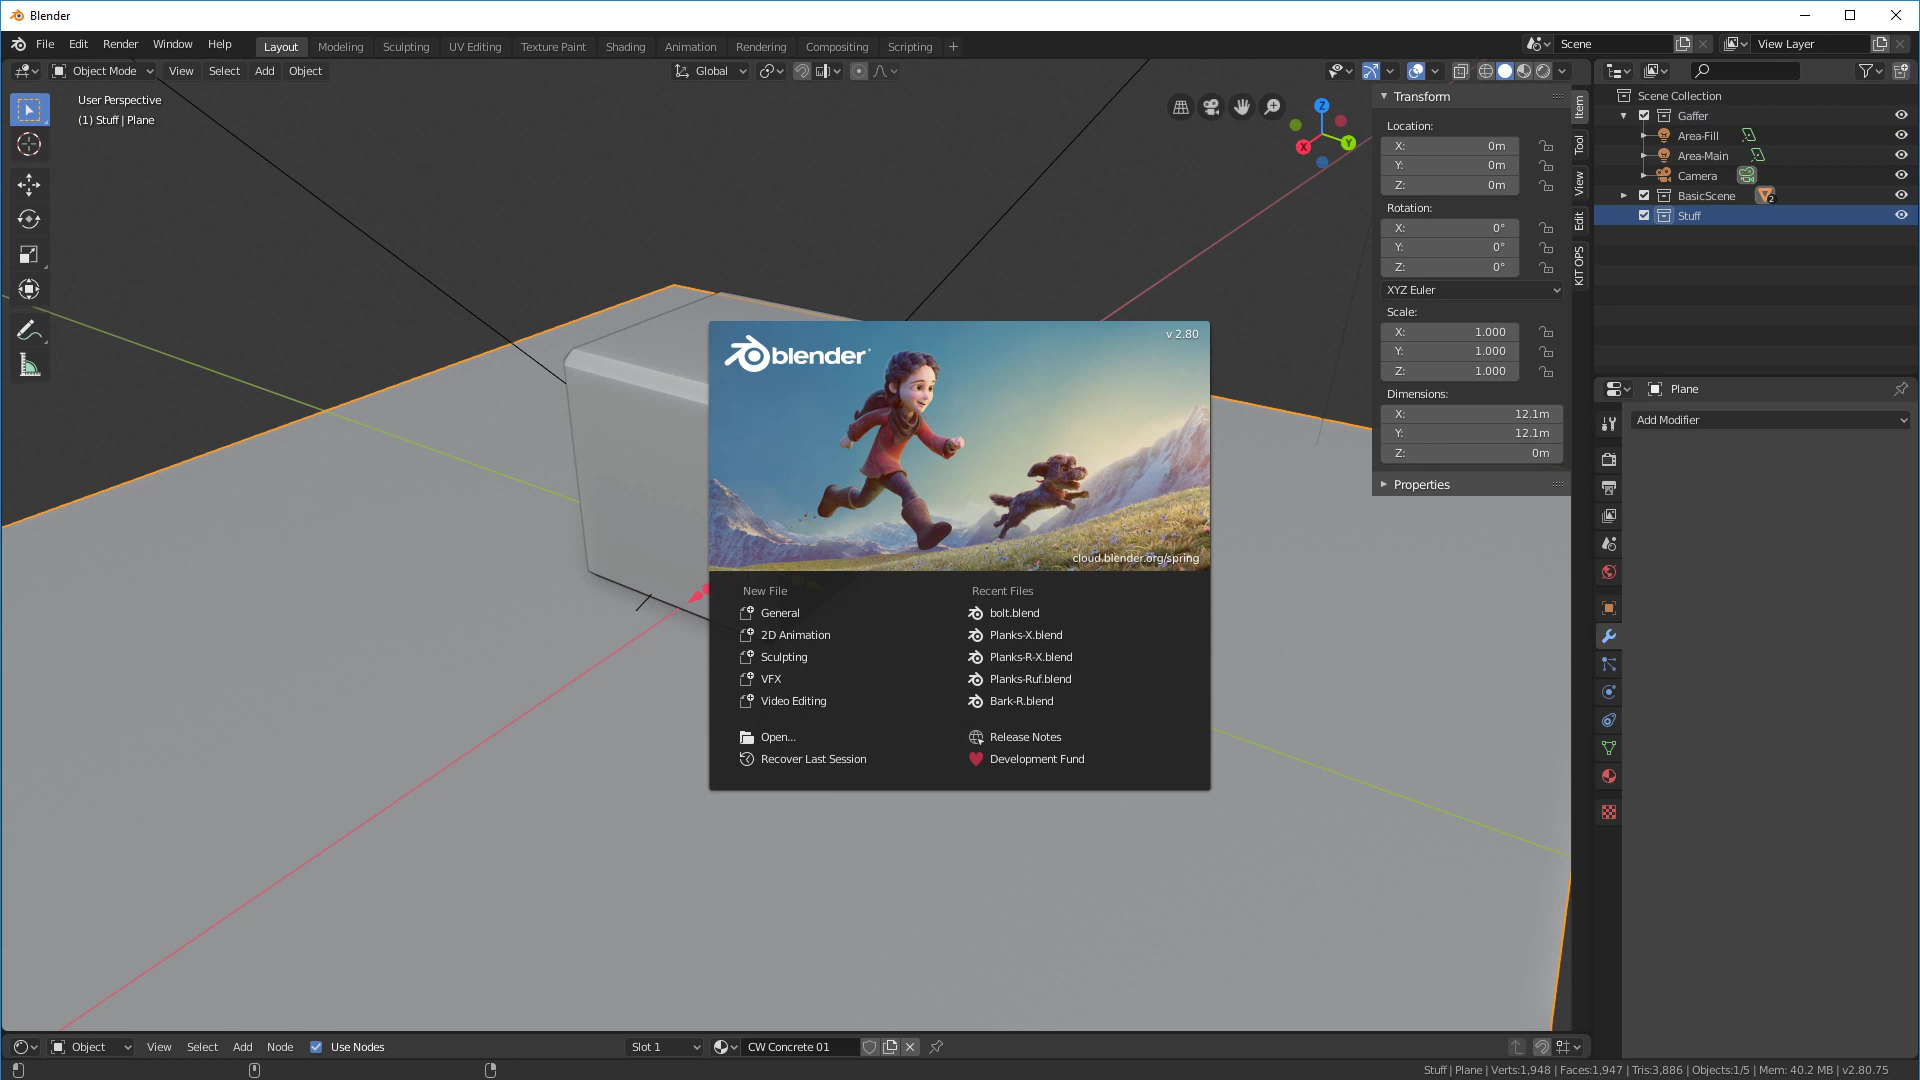 Blender
File Edit Render Window Help Layout Modeling Sculpting UV Editing Texture Paint Shading Animation Rendering Compositing Scripting + Scene View Layer
Object Mode View Select Add Object Global
User Perspective
(1) Stuff | Plane
Transform
Location:
X: 0m
Y: 0m
Z: 0m
Rotation:
X: 0°
Y: 0°
Z: 0°
XYZ Euler
Scale:
X: 1.000
Y: 1.000
Z: 1.000
Dimensions:
X: 12.1m
Y: 12.1m
Z: 0m
Properties
Item
Tool
View
Edit
KIT OPS
Z
Y
X
Scene Collection
Gaffer
Area-Fill
Area-Main
Camera
BasicScene 2
Stuff
Plane
Add Modifier
blender
v 2.80
cloud.blender.org/spring
New File
General
2D Animation
Sculpting
VFX
Video Editing
Open...
Recover Last Session
Recent Files
bolt.blend
Planks-X.blend
Planks-R-X.blend
Planks-Ruf.blend
Bark-R.blend
Release Notes
Development Fund
Object View Select Add Node Use Nodes Slot 1 CW Concrete 01
Stuff | Plane | Verts:1,948 | Faces:1,947 | Tris:3,886 | Objects:1/5 | Mem: 40.2 MB | v2.80.75